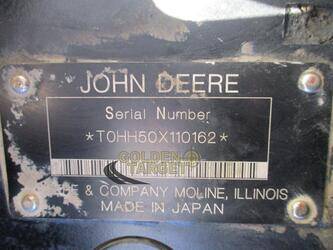 JOHN DEERE
Serial Number
*T0HH50X110162*
GOLDEN
TARGET
& COMPANY MOLINE, ILLINOIS
MADE IN JAPAN